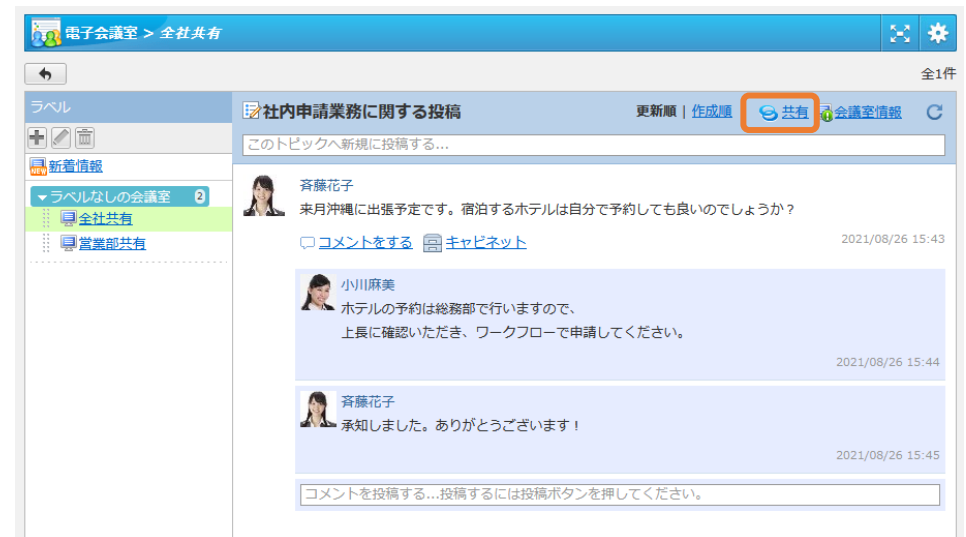 電子会議室 > 全社共有
全1件
ラベル
新着情報
NEW
ラベルなしの会議室 2
全社共有
営業部共有
社内申請業務に関する投稿 更新順 | 作成順 共有 会議室情報
このトピックへ新規に投稿する...
斉藤花子
来月沖縄に出張予定です。宿泊するホテルは自分で予約しても良いのでしょうか？
コメントをする キャビネット 2021/08/26 15:43
小川麻美
ホテルの予約は総務部で行いますので、
上長に確認いただき、ワークフローで申請してください。
2021/08/26 15:44
斉藤花子
承知しました。ありがとうございます！
2021/08/26 15:45
コメントを投稿する...投稿するには投稿ボタンを押してください。